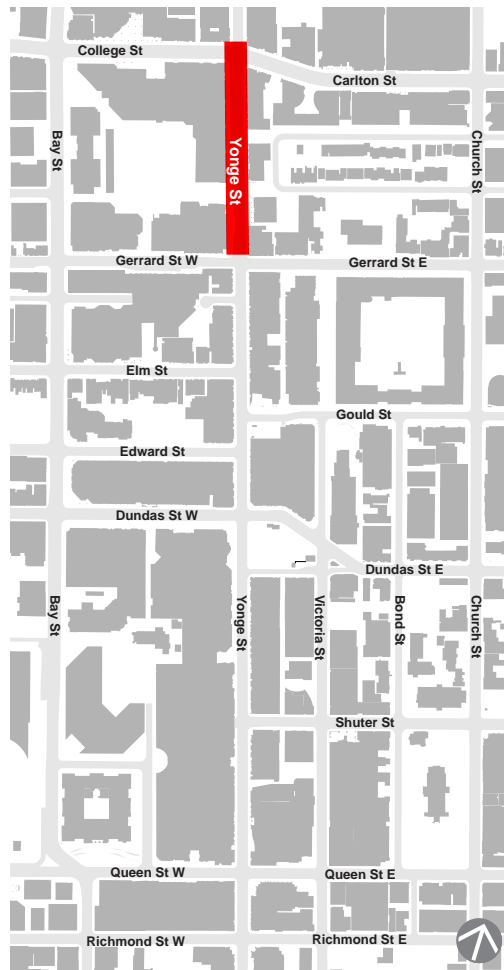 College St
Carlton St
Bay St
Yonge St
Church St
Gerrard St W
Gerrard St E
Elm St
Gould St
Edward St
Dundas St W
Dundas St E
Bay St
Yonge St
Victoria St
Bond St
Church St
Shuter St
Queen St W
Queen St E
Richmond St W
Richmond St E